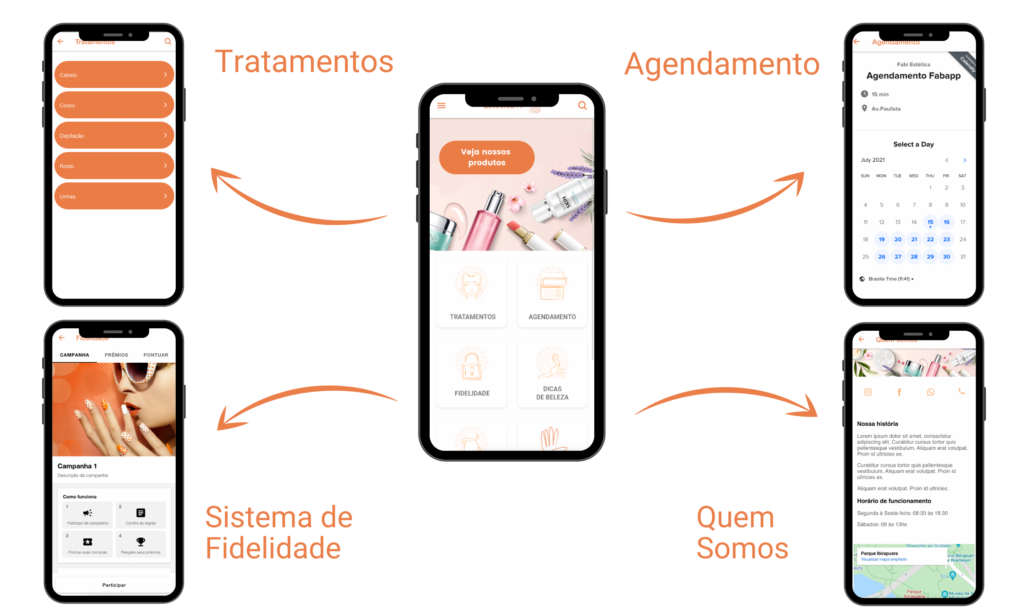 Tratamentos
Tratamentos
Cabelo
Corpo
Depilação
Rosto
Unhas
Agendamento
Agendamento
Fabi Estética
Agendamento Fabapp
15 min
Av.Paulista
Select a Day
July 2021
SUN MON TUE WED THU FRI SAT
1 2 3
4 5 6 7 8 9 10
11 12 13 14 15 16 17
18 19 20 21 22 23 24
25 26 27 28 29 30 31
Brasilia Time (9:41)
Veja nossos
produtos
SKIN
TRATAMENTOS
AGENDAMENTO
FIDELIDADE
DICAS
DE BELEZA
Fidelidade
CAMPANHA PRÊMIOS PONTUAR
Campanha 1
Descrição da campanha
Como funciona
1
Participe da campanha
2
Confira as regras
3
Pontue suas compras
4
Resgate seus prêmios
Participar
Sistema de
Fidelidade
Quem
Somos
Quem somos
Nossa história
Lorem ipsum dolor sit amet, consectetur
adipiscing elit. Curabitur cursus tortor quis
pellentesque vestibulum. Aliquam erat volutpat.
Proin id ultricies ex.
Curabitur cursus tortor quis pellentesque
vestibulum. Aliquam erat volutpat. Proin id
ultricies ex.
Aliquam erat volutpat. Proin id ultricies.
Horário de funcionamento
Segunda à Sexta-feira: 08:30 às 18:30
Sábados: 09 às 13hs
Parque Ibirapuera
Visualizar mapa ampliado
Parque